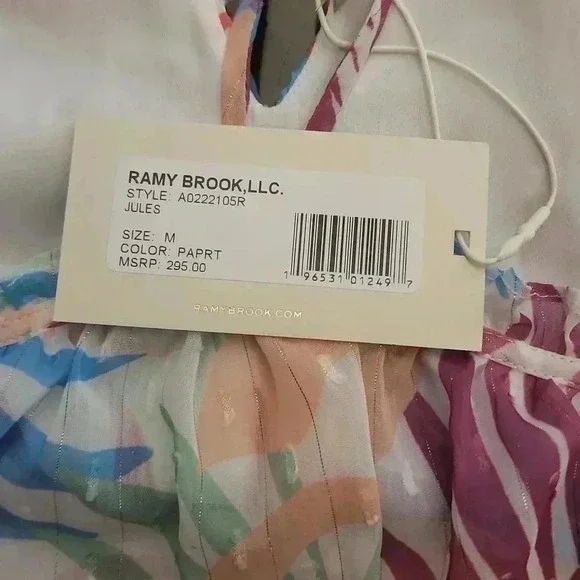 RAMY BROOK,LLC.
STYLE: A0222105R
JULES
SIZE: M
COLOR: PAPRT
MSRP: 295.00
1 96531 01249 7
RAMYBROOK.COM